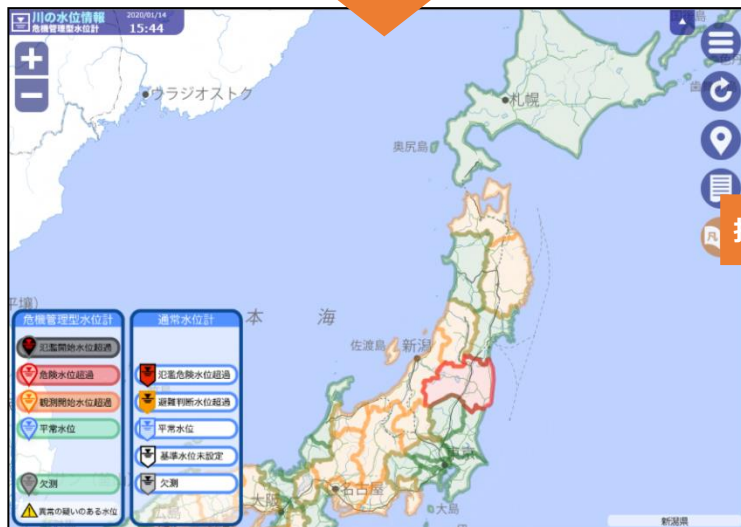 川の水位情報
危機管理型水位計
2020/01/14
15:44
ウラジオストク
札幌
奥尻島
佐渡島
新潟
本 海
東京
名古屋
大阪
大島
危機管理型水位計
氾濫開始水位超過
危険水位超過
観測開始水位超過
平常水位
欠測
異常の疑いのある水位
通常水位計
氾濫危険水位超過
避難判断水位超過
平常水位
基準水位未設定
欠測
新潟県